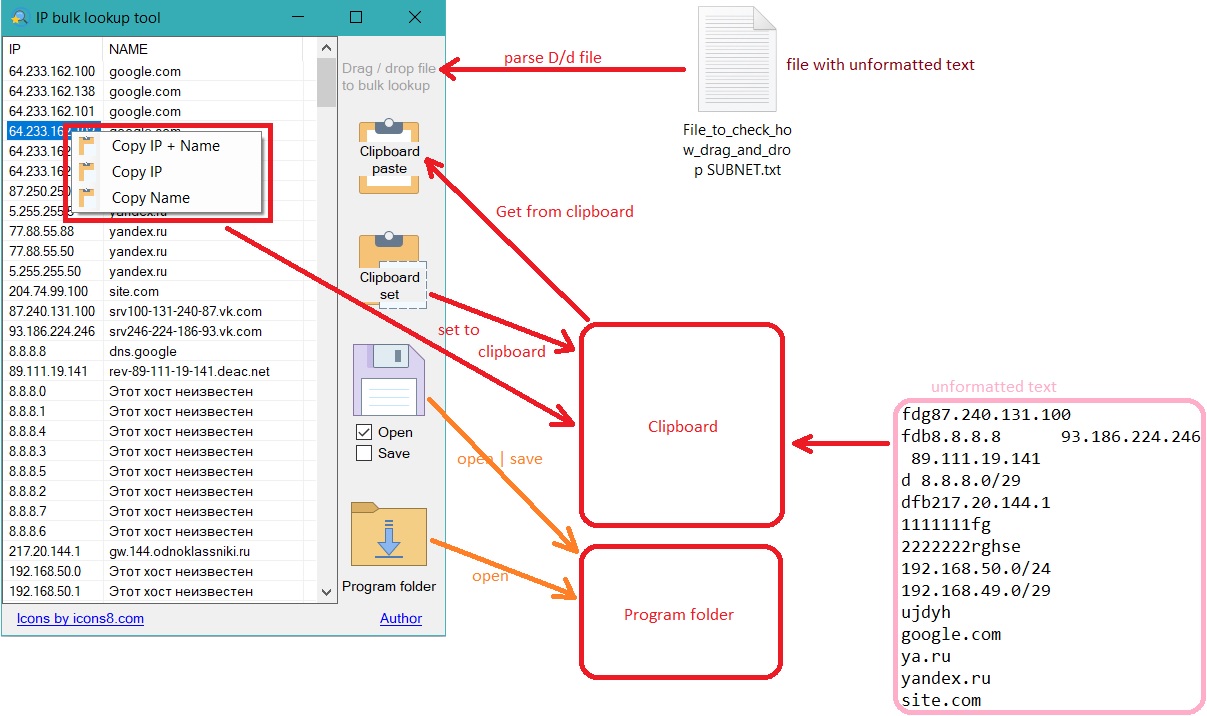 IP bulk lookup tool
IP NAME
64.233.162.100 google.com
64.233.162.138 google.com
64.233.162.101 google.com
64.233.162 google.com
64.233.162
64.233.162
87.250.250
5.255.255 yandex.ru
77.88.55.88 yandex.ru
77.88.55.50 yandex.ru
5.255.255.50 yandex.ru
204.74.99.100 site.com
87.240.131.100 srv100-131-240-87.vk.com
93.186.224.246 srv246-224-186-93.vk.com
8.8.8.8 dns.google
89.111.19.141 rev-89-111-19-141.deac.net
8.8.8.0 Этот хост неизвестен
8.8.8.1 Этот хост неизвестен
8.8.8.4 Этот хост неизвестен
8.8.8.3 Этот хост неизвестен
8.8.8.5 Этот хост неизвестен
8.8.8.2 Этот хост неизвестен
8.8.8.7 Этот хост неизвестен
8.8.8.6 Этот хост неизвестен
217.20.144.1 gw.144.odnoklassniki.ru
192.168.50.0 Этот хост неизвестен
192.168.50.1 Этот хост неизвестен
Icons by icons8.com
Author
Copy IP + Name
Copy IP
Copy Name
Drag / drop file
to bulk lookup
Clipboard
paste
Clipboard
set
Open
Save
Program folder
parse D/d file
file with unformatted text
File_to_check_ho
w_drag_and_dro
p SUBNET.txt
Get from clipboard
set to
clipboard
open | save
open
Clipboard
Program folder
unformatted text
fdg87.240.131.100
fdb8.8.8.8 93.186.224.246
89.111.19.141
d 8.8.8.0/29
dfb217.20.144.1
1111111fg
2222222rghse
192.168.50.0/24
192.168.49.0/29
ujdyh
google.com
ya.ru
yandex.ru
site.com